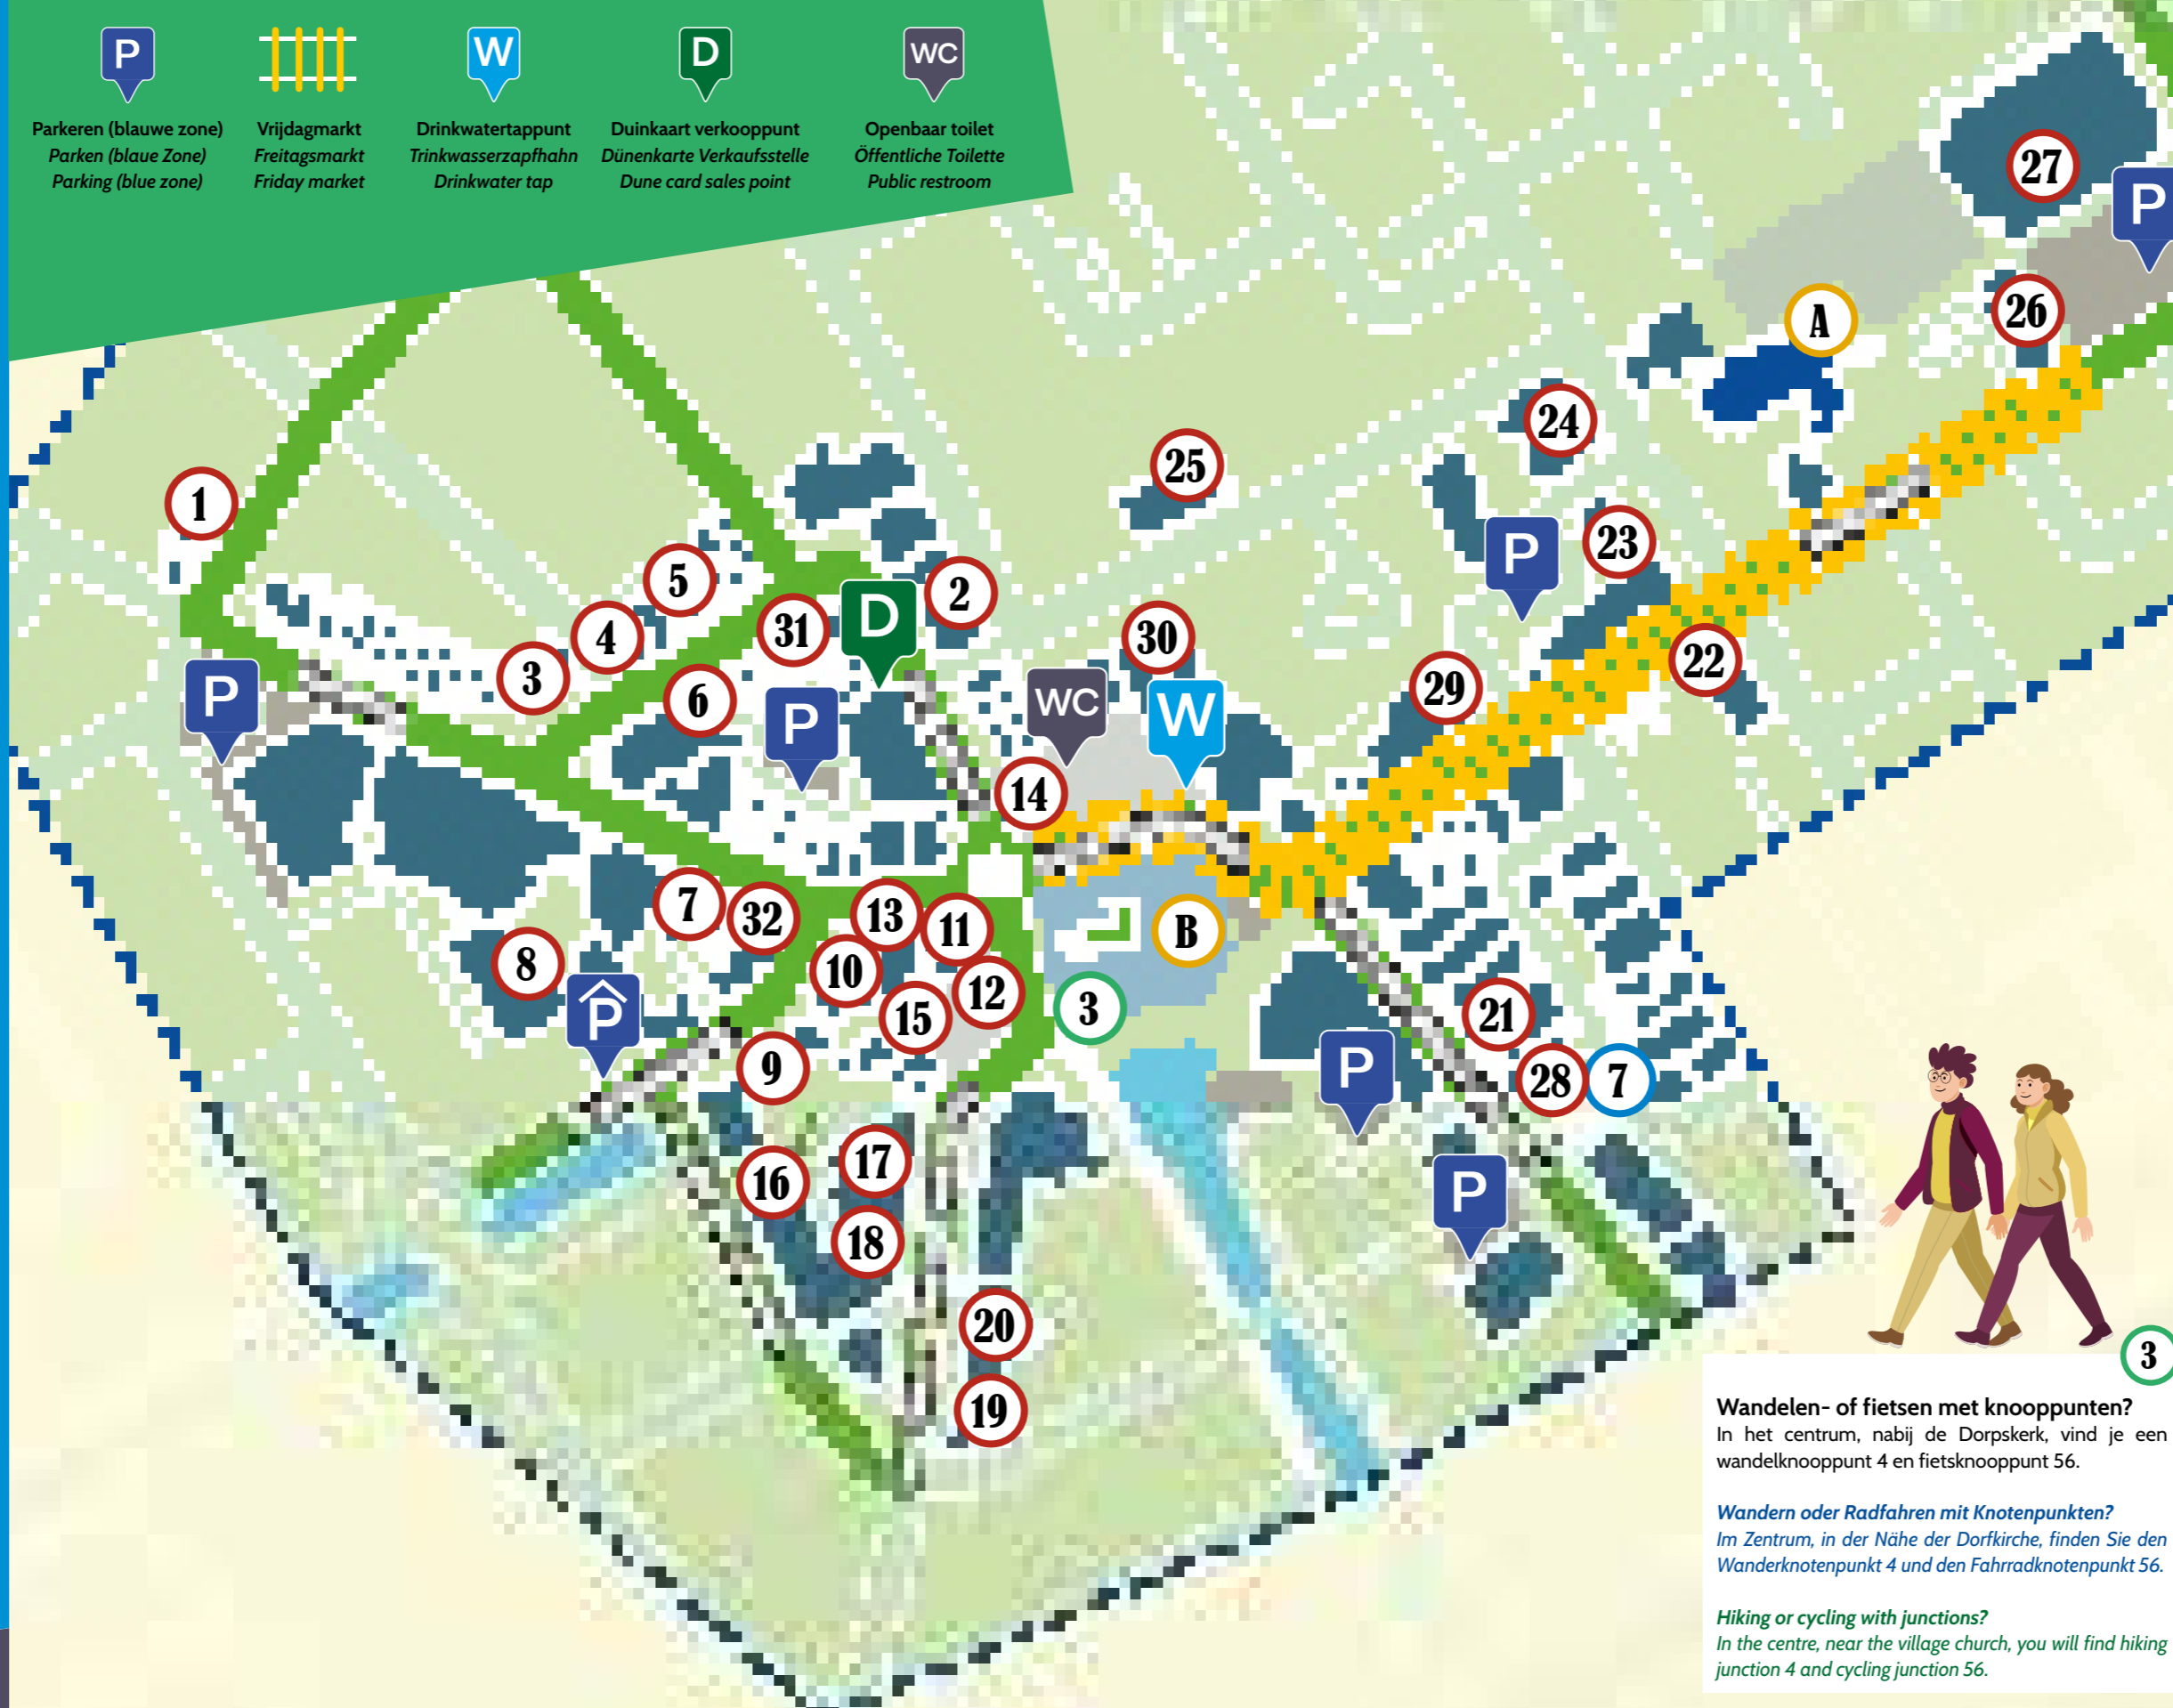 P
W
D
WC
Parkeren (blauwe zone)
Parken (blaue Zone)
Parking (blue zone)
Vrijdagmarkt
Freitagsmarkt
Friday market
Drinkwatertappunt
Trinkwasserzapfhahn
Drinkwater tap
Duinkaart verkooppunt
Dünenkarte Verkaufsstelle
Dune card sales point
Openbaar toilet
Öffentliche Toilette
Public restroom
27
P
26
A
24
25
1
23
P
5
2
31
D
4
30
3
22
6
29
P
WC
W
P
14
7
32
13
11
B
8
10
12
3
15
P
21
9
P
28
7
17
16
P
18
20
3
19
Wandelen- of fietsen met knooppunten?
In het centrum, nabij de Dorpskerk, vind je een
wandelknooppunt 4 en fietsknooppunt 56.
Wandern oder Radfahren mit Knotenpunkten?
Im Zentrum, in der Nähe der Dorfkirche, finden Sie den
Wanderknotenpunkt 4 und den Fahrradknotenpunkt 56.
Hiking or cycling with junctions?
In the centre, near the village church, you will find hiking
junction 4 and cycling junction 56.